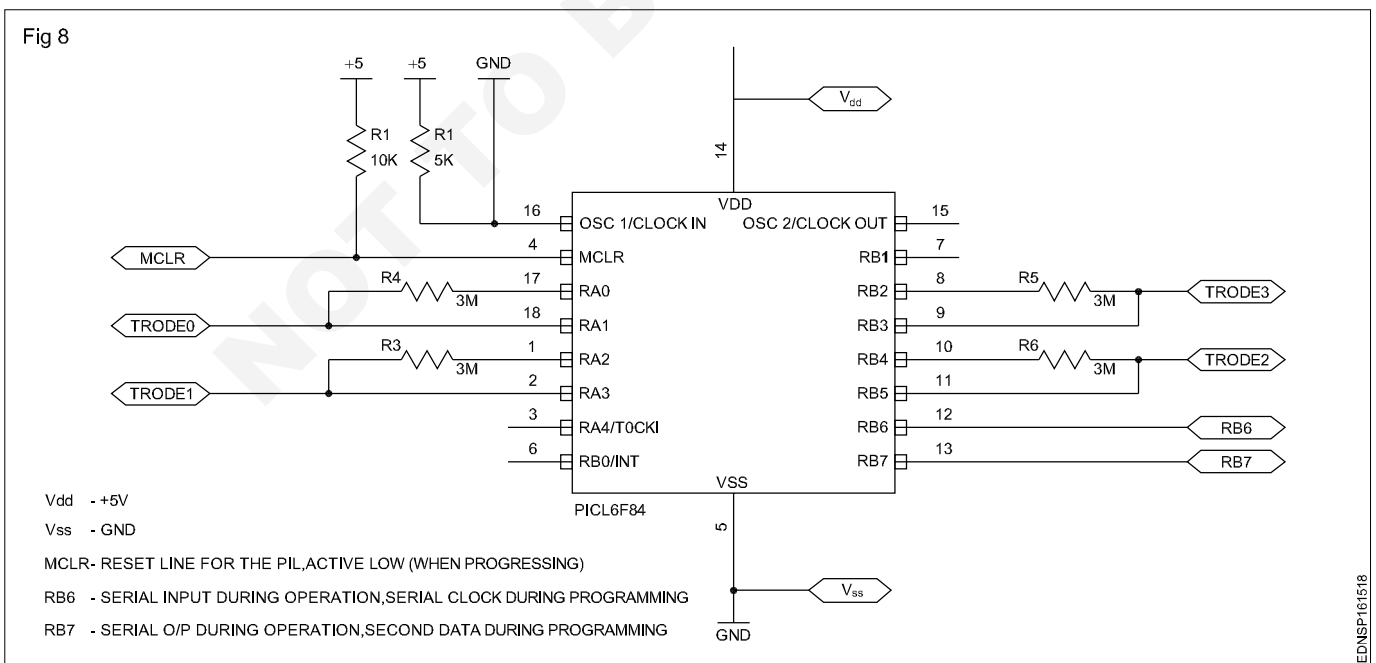 Fig 8
+5
+5
GND
Vdd
R1
10K
R1
5K
14
VDD
16
OSC 1/CLOCK IN
OSC 2/CLOCK OUT
15
MCLR
4
MCLR
RB1
7
R4
3M
17
RA0
RB2
8
R5
3M
TRODE3
TRODE0
18
RA1
RB3
9
R3
3M
1
RA2
RB4
10
R6
3M
TRODE2
TRODE1
2
RA3
RB5
11
3
RA4/T0CKI
RB6
12
RB6
6
RB0/INT
RB7
13
RB7
VSS
PICL6F84
5
Vss
GND
Vdd - +5V
Vss - GND
MCLR- RESET LINE FOR THE PIL,ACTIVE LOW (WHEN PROGRESSING)
RB6 - SERIAL INPUT DURING OPERATION,SERIAL CLOCK DURING PROGRAMMING
RB7 - SERIAL O/P DURING OPERATION,SECOND DATA DURING PROGRAMMING
EDNSP161518
NOT TO B